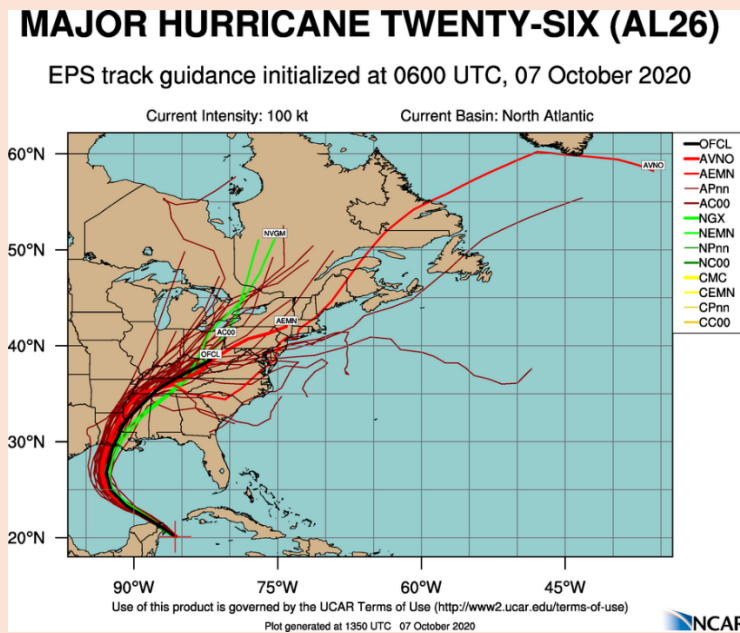 MAJOR HURRICANE TWENTY-SIX (AL26)
EPS track guidance initialized at 0600 UTC, 07 October 2020
Current Intensity: 100 kt
Current Basin: North Atlantic
60°N
50°N
40°N
30°N
20°N
90°W
75°W
60°W
45°W
AVNO
NVGM
AEMN
AC00
OFCL
OFCL
AVNO
AEMN
APnn
AC00
NGX
NEMN
NPnn
NC00
CMC
CEMN
CPnn
CC00
Use of this product is governed by the UCAR Terms of Use (http://www2.ucar.edu/terms-of-use)
Plot generated at 1350 UTC 07 October 2020
NCAR